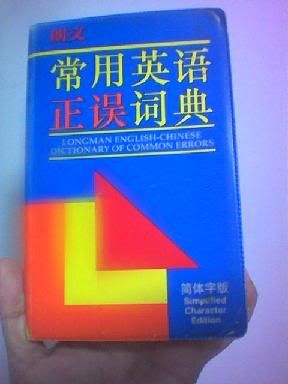 朗文
常用英语
正误词典
LONGMAN ENGLISH-CHINESE
DICTIONARY OF COMMON ERRORS
简体字版
Simplified
Character
Edition